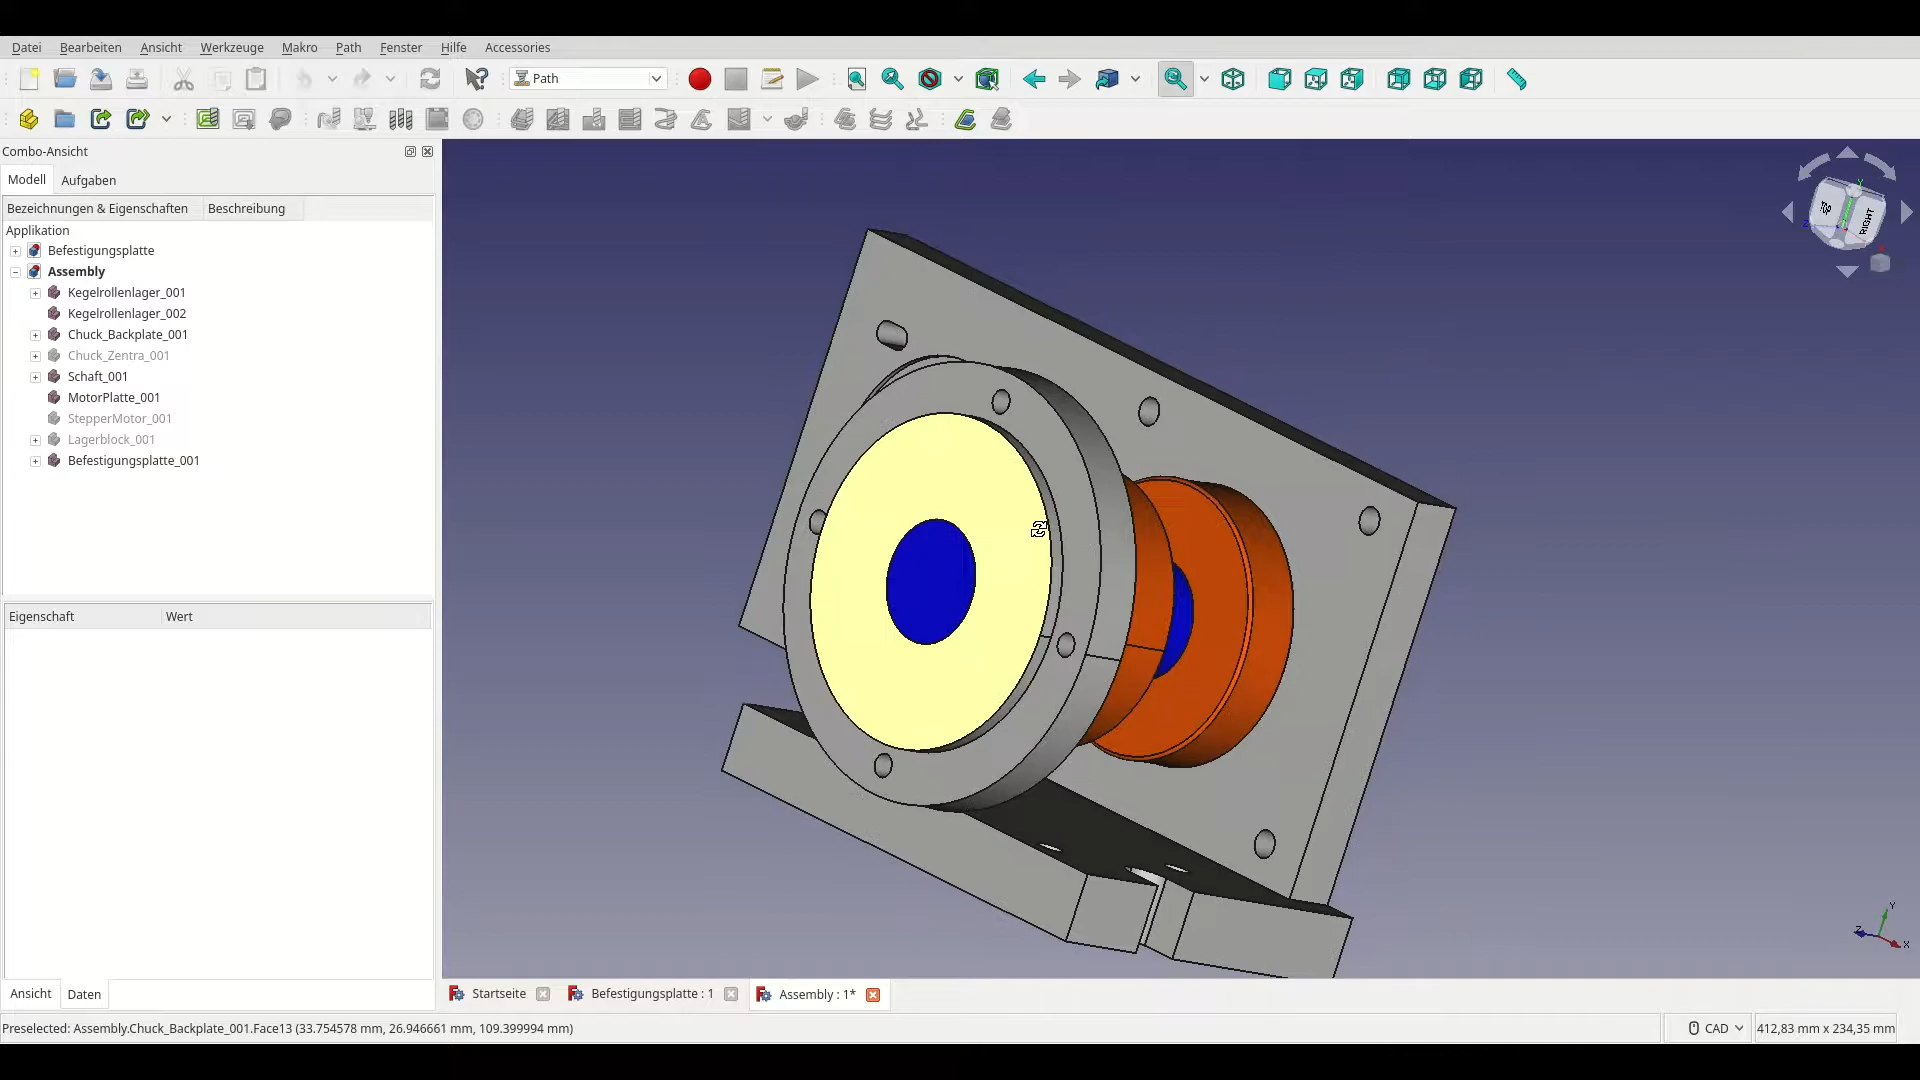 Datei Bearbeiten Ansicht Werkzeuge Makro Path Fenster Hilfe Accessories
Path
Combo-Ansicht
Modell Aufgaben
Bezeichnungen & Eigenschaften Beschreibung
Applikation
Befestigungsplatte
Assembly
Kegelrollenlager_001
Kegelrollenlager_002
Chuck_Backplate_001
Chuck_Zentra_001
Schaft_001
MotorPlatte_001
StepperMotor_001
Lagerblock_001
Befestigungsplatte_001
Eigenschaft Wert
TOP RIGHT
Y
Z
X
Y
Z
X
Ansicht Daten
Startseite Befestigungsplatte : 1 Assembly : 1*
Preselected: Assembly.Chuck_Backplate_001.Face13 (33.754578 mm, 26.946661 mm, 109.399994 mm)
CAD 412,83 mm x 234,35 mm